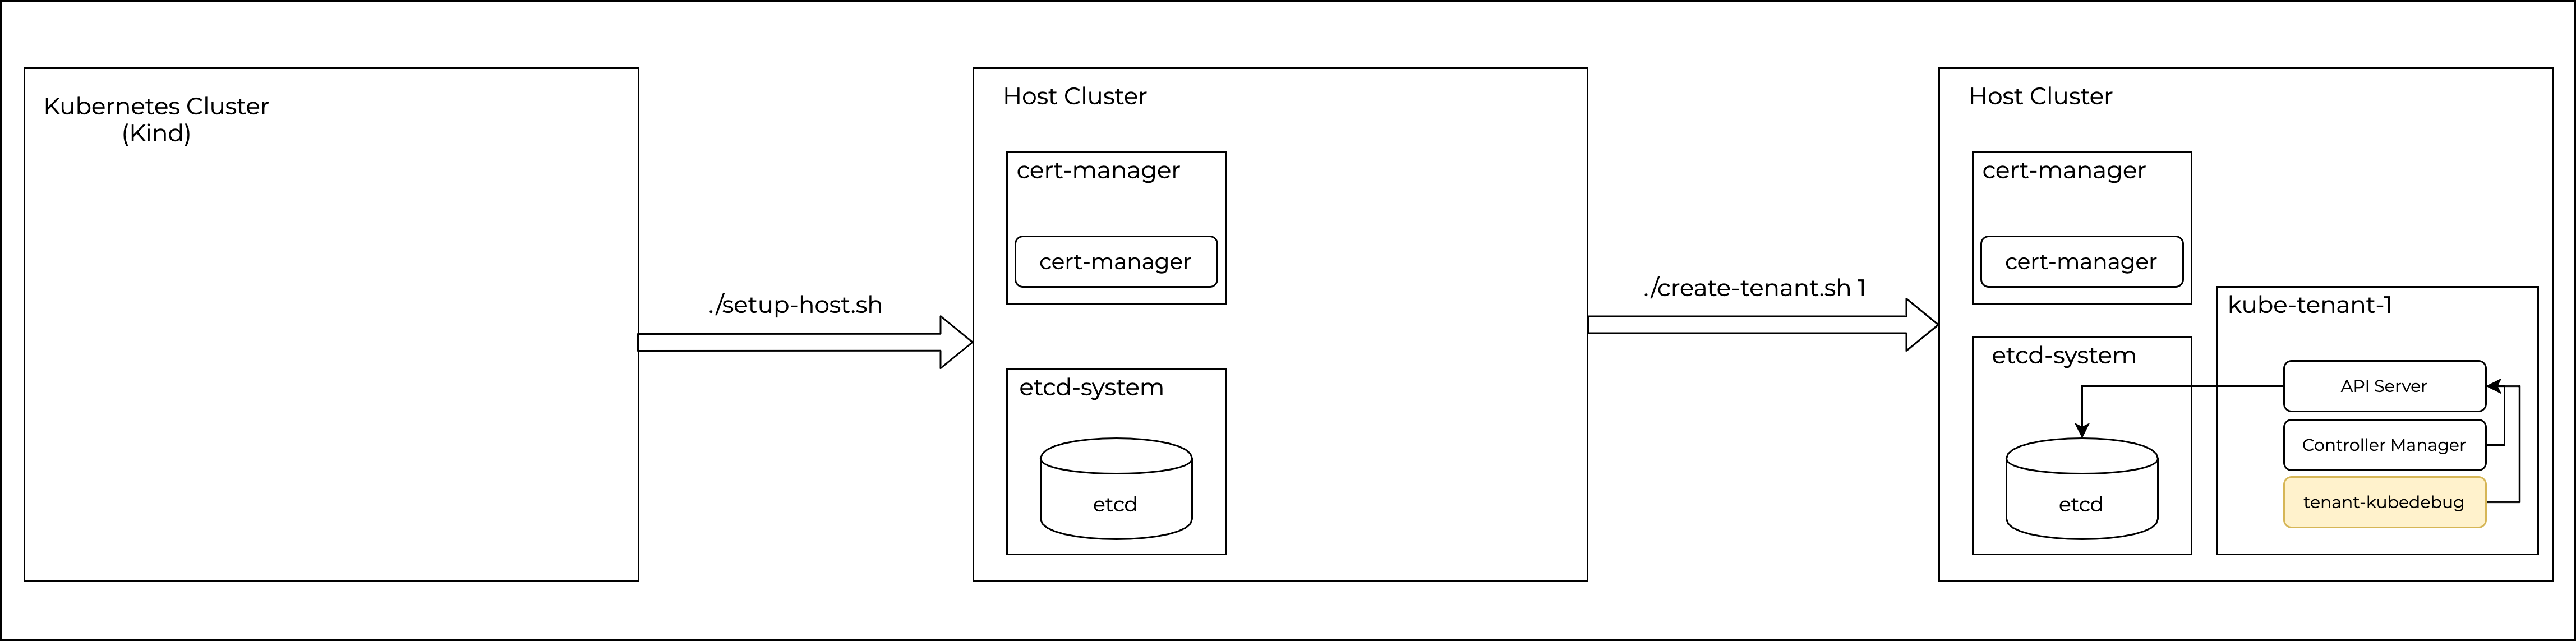 Kubernetes Cluster
(Kind)
./setup-host.sh
Host Cluster
cert-manager
cert-manager
etcd-system
etcd
./create-tenant.sh 1
Host Cluster
cert-manager
cert-manager
etcd-system
etcd
kube-tenant-1
API Server
Controller Manager
tenant-kubedebug